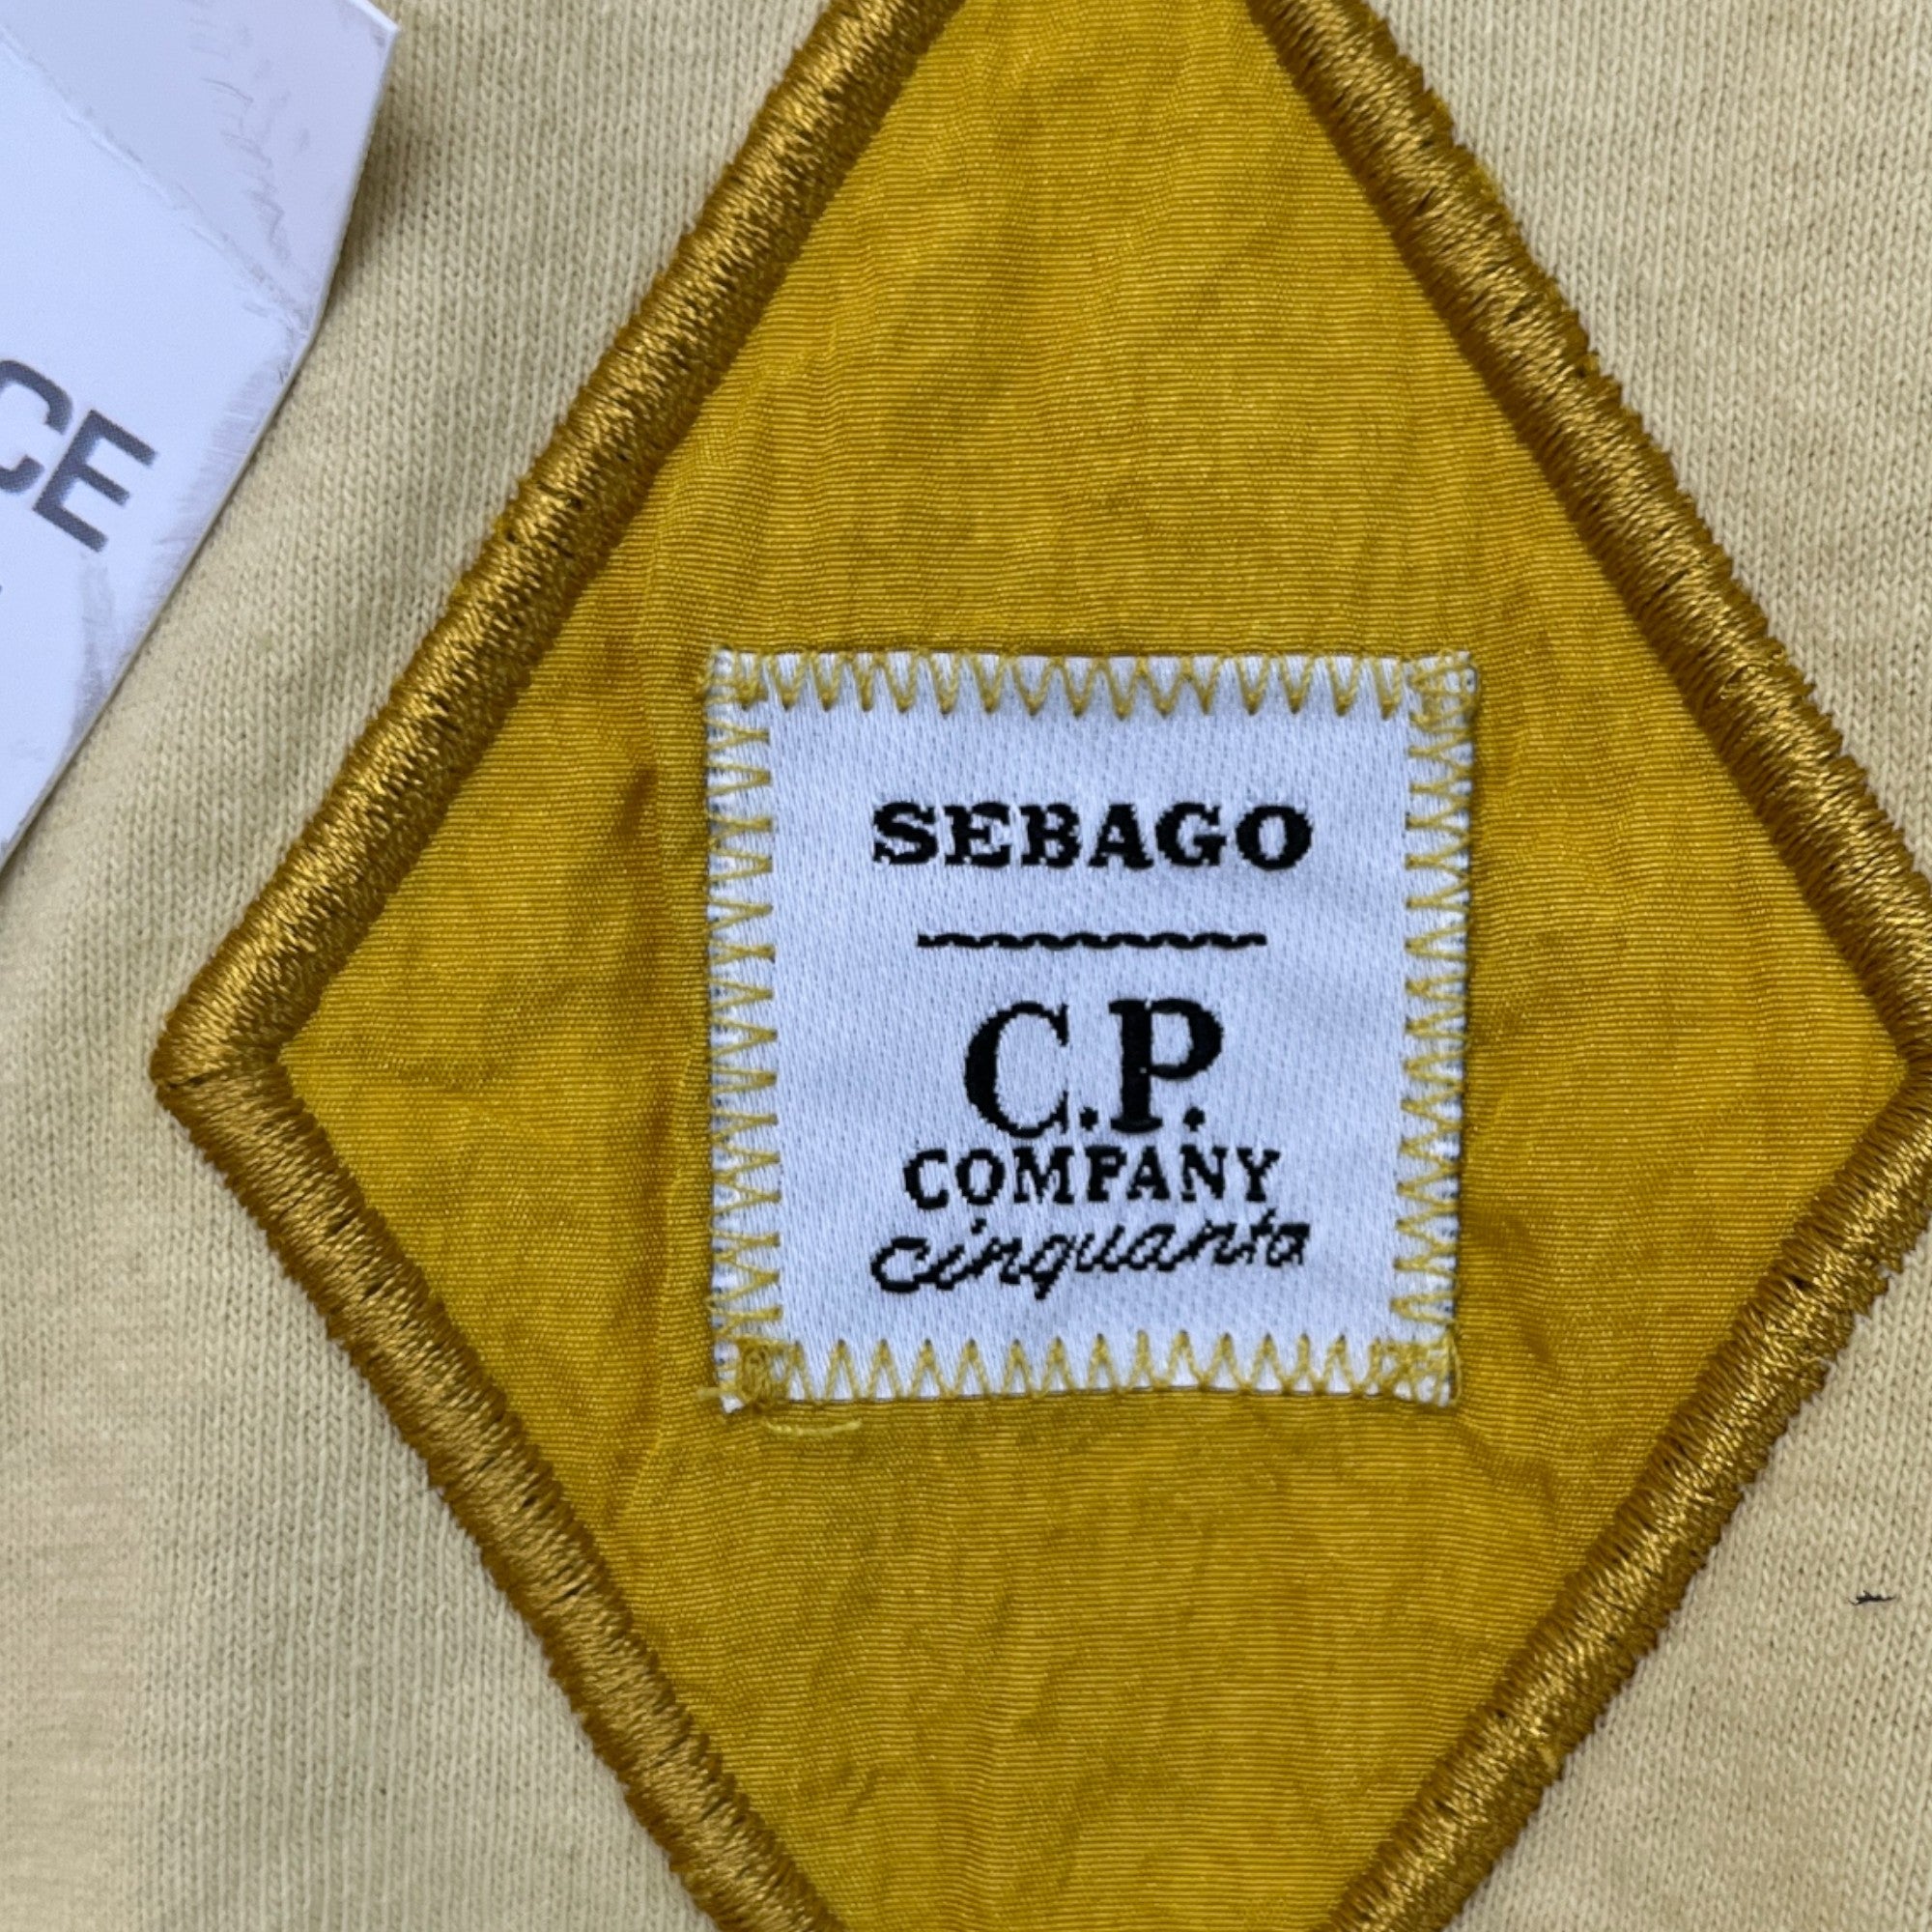 CE
SEBAGO
C.P.
COMPANY
cinquanta